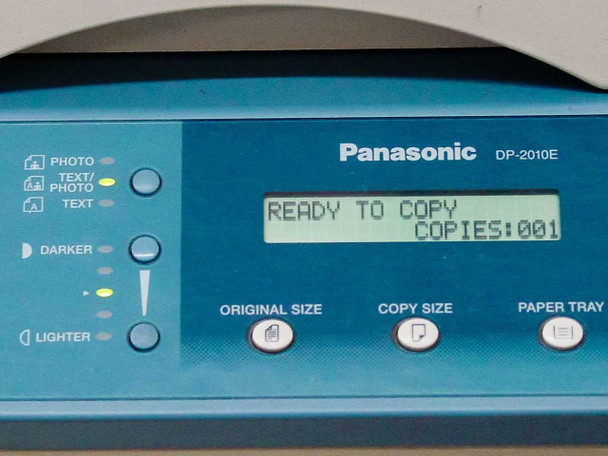 Panasonic DP-2010E
PHOTO
TEXT/
PHOTO
TEXT
DARKER
LIGHTER
READY TO COPY
COPIES:001
ORIGINAL SIZE
COPY SIZE
PAPER TRAY